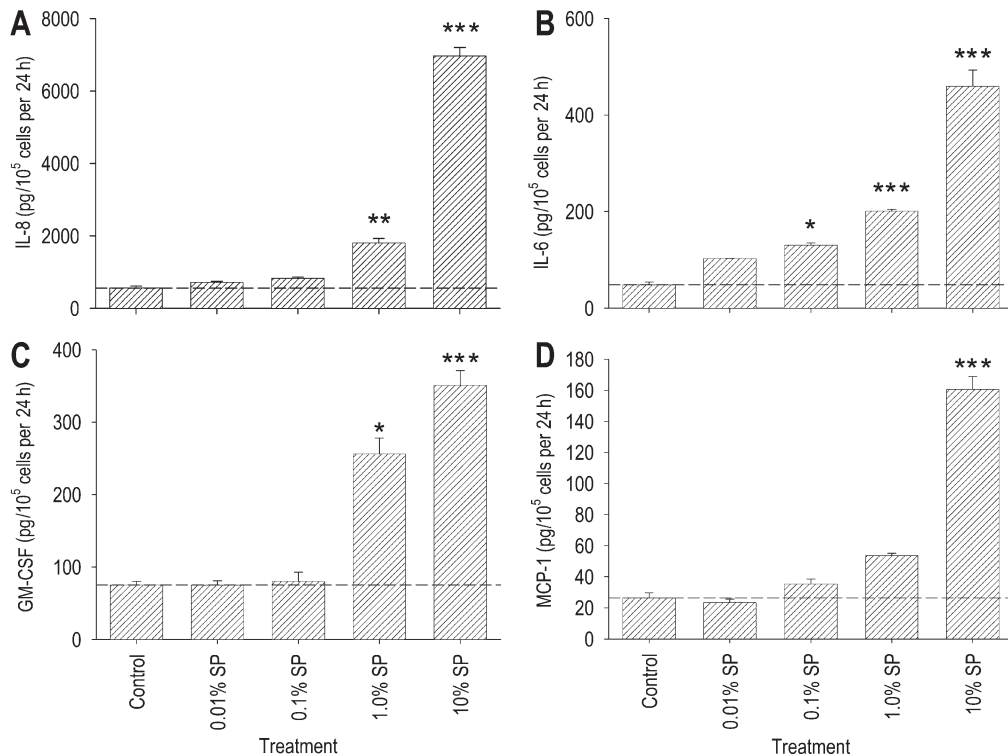 A
IL-8 (pg/10⁵ cells per 24 h)
8000
6000
4000
2000
0
**
***
B
IL-6 (pg/10⁵ cells per 24 h)
600
400
200
0
*
***
***
C
GM-CSF (pg/10⁵ cells per 24 h)
400
300
200
100
0
*
***
Control
0.01% SP
0.1% SP
1.0% SP
10% SP
Treatment
D
MCP-1 (pg/10⁵ cells per 24 h)
180
160
140
120
100
80
60
40
20
0
***
Control
0.01% SP
0.1% SP
1.0% SP
10% SP
Treatment